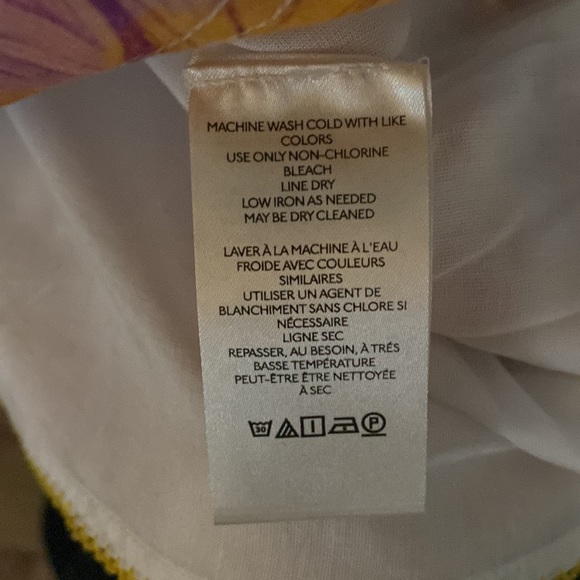 MACHINE WASH COLD WITH LIKE
COLORS
USE ONLY NON-CHLORINE
BLEACH
LINE DRY
LOW IRON AS NEEDED
MAY BE DRY CLEANED
LAVER À LA MACHINE À L'EAU
FROIDE AVEC COULEURS
SIMILAIRES
UTILISER UN AGENT DE
BLANCHIMENT SANS CHLORE SI
NÉCESSAIRE
LIGNE SEC
REPASSER, AU BESOIN, À TRÉS
BASSE TEMPÉRATURE
PEUT-ÊTRE ÊTRE NETTOYÉE
À SEC
30 P